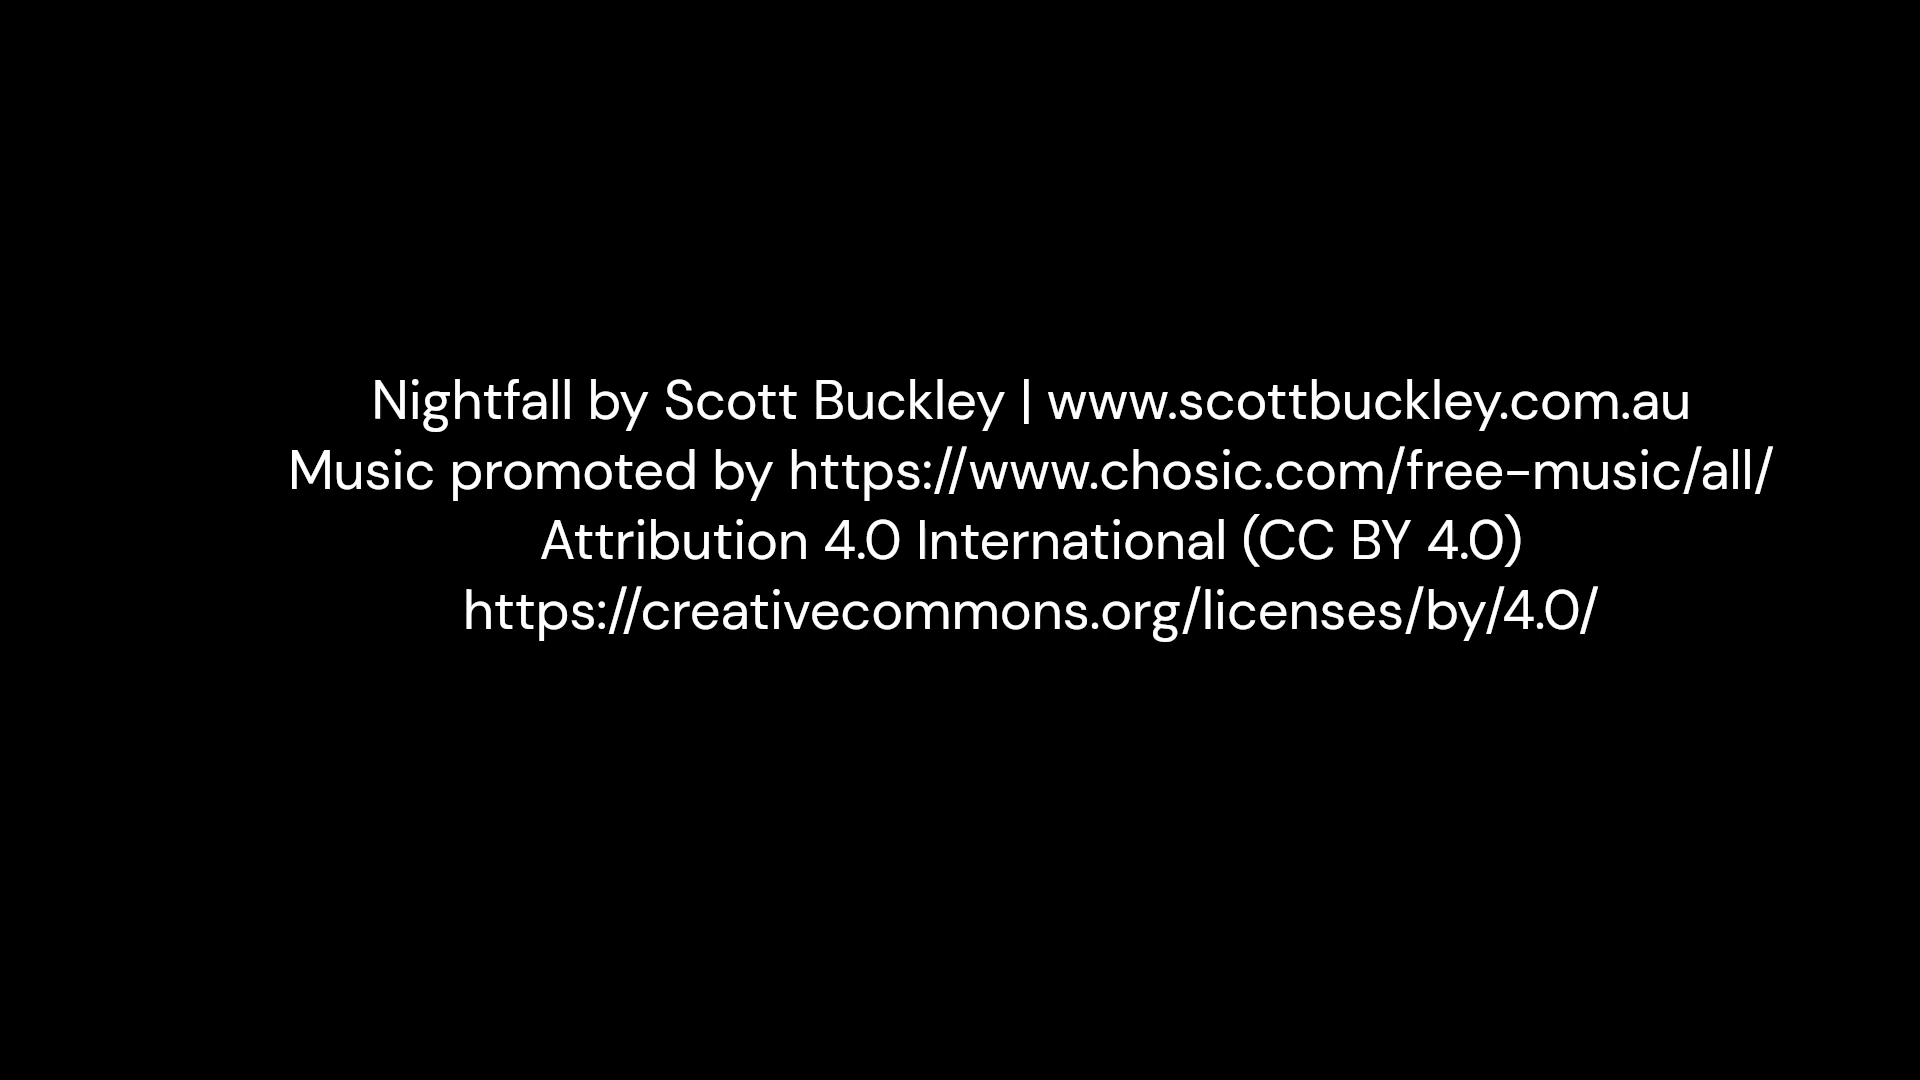 Nightfall by Scott Buckley | www.scottbuckley.com.au
Music promoted by https://www.chosic.com/free-music/all/
Attribution 4.0 International (CC BY 4.0)
https://creativecommons.org/licenses/by/4.0/